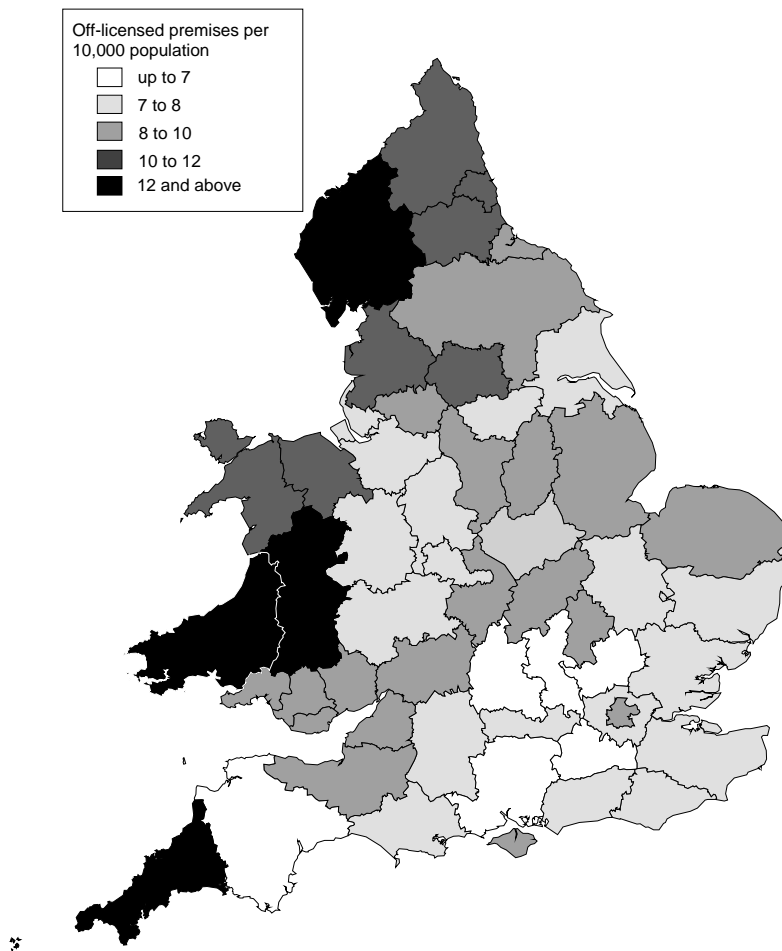 Off-licensed premises per
10,000 population
up to 7
7 to 8
8 to 10
10 to 12
12 and above